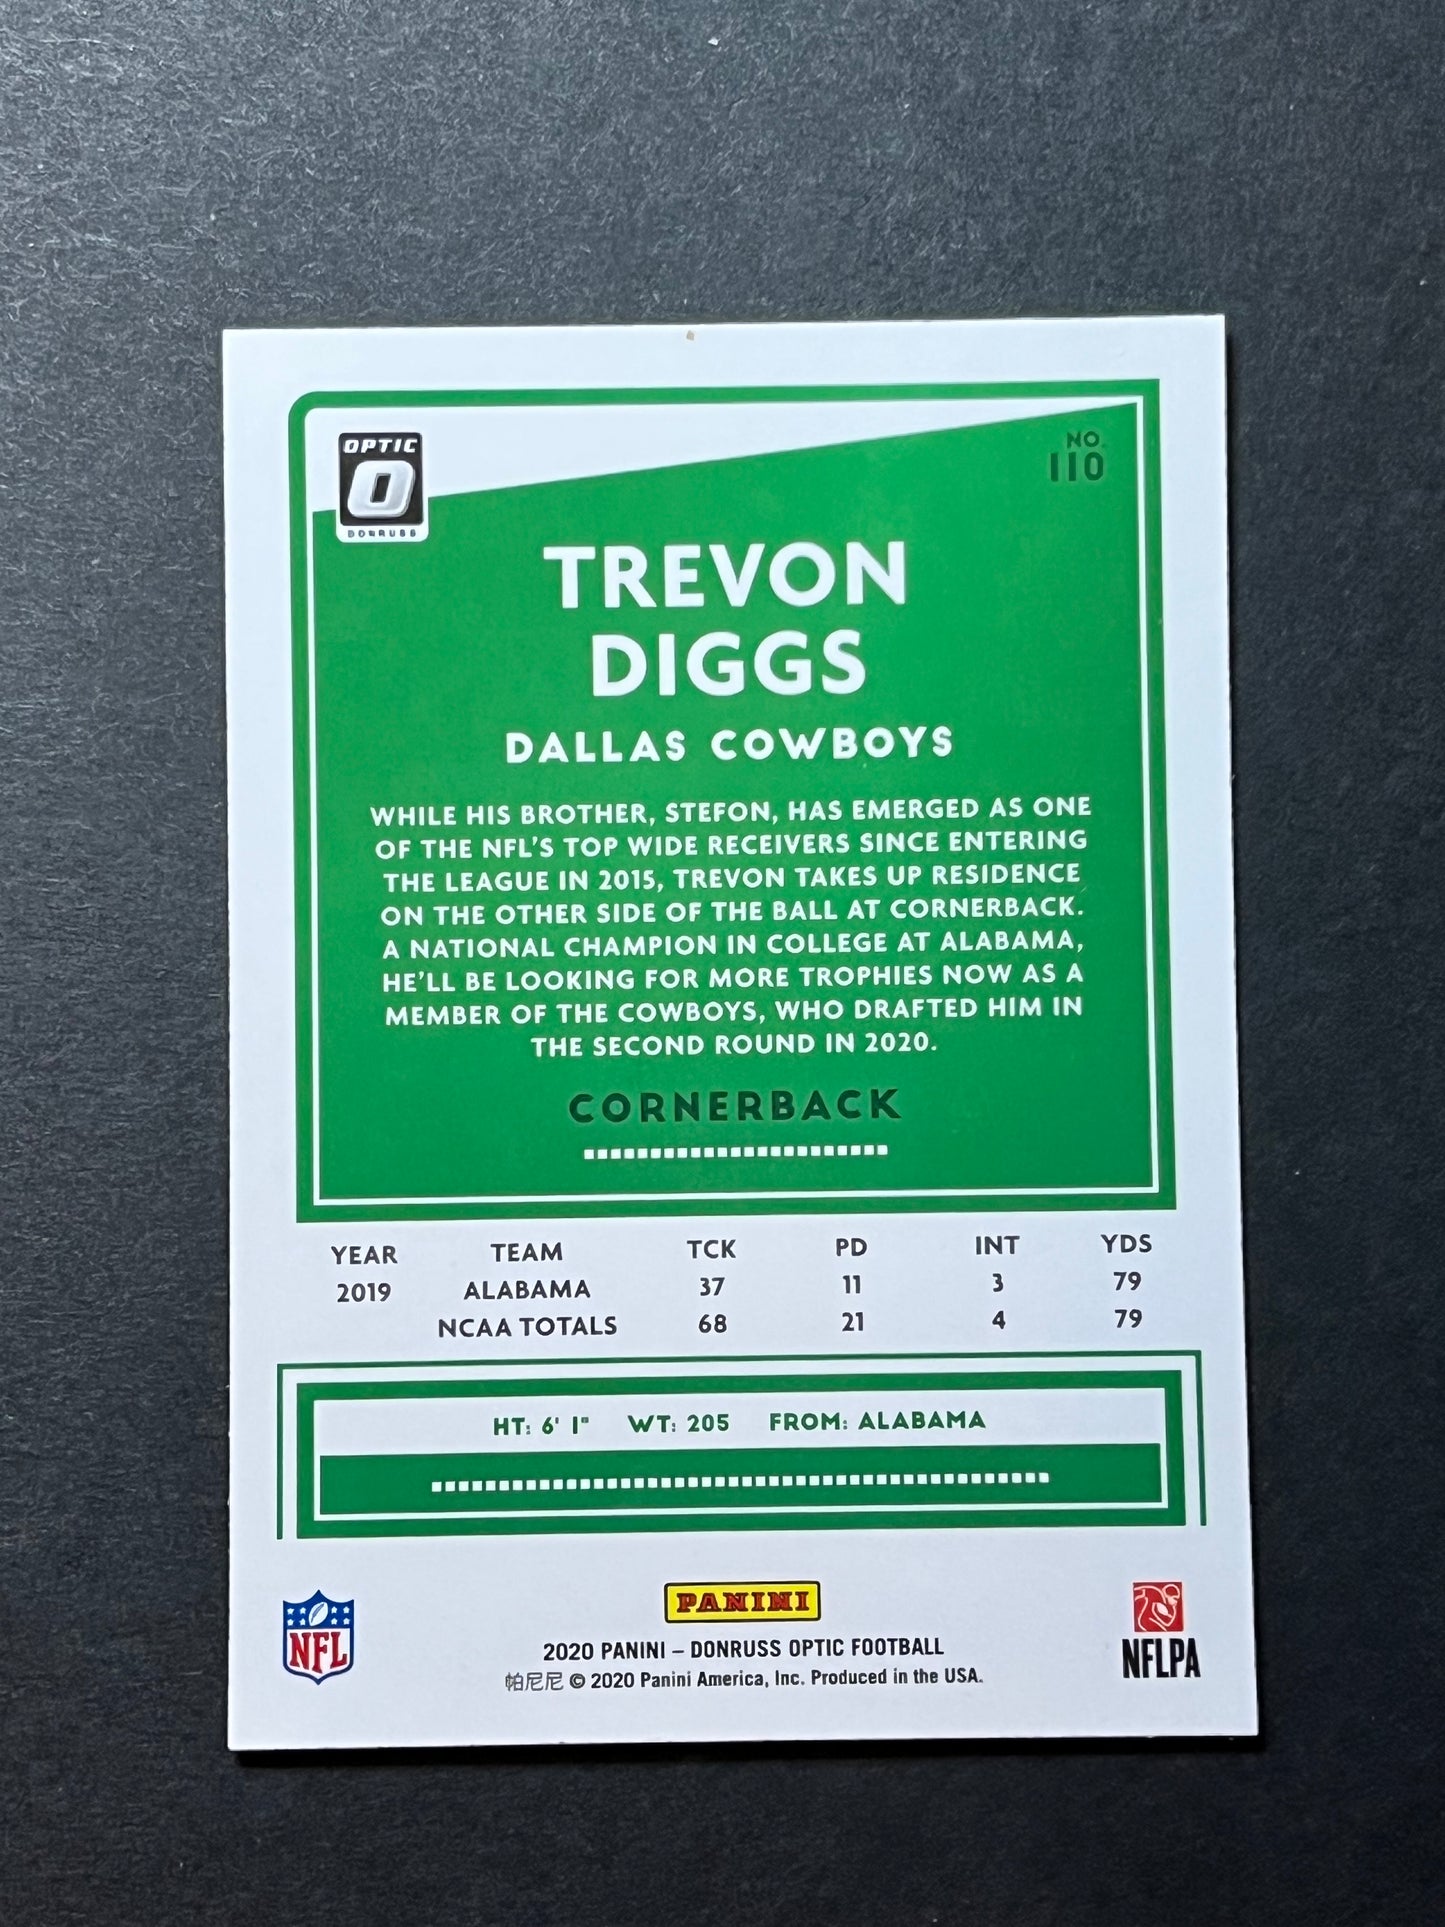 OPTIC
O
DONRUSS
NO.
110
TREVON
DIGGS
DALLAS COWBOYS
WHILE HIS BROTHER, STEFON, HAS EMERGED AS ONE
OF THE NFL'S TOP WIDE RECEIVERS SINCE ENTERING
THE LEAGUE IN 2015, TREVON TAKES UP RESIDENCE
ON THE OTHER SIDE OF THE BALL AT CORNERBACK.
A NATIONAL CHAMPION IN COLLEGE AT ALABAMA,
HE'LL BE LOOKING FOR MORE TROPHIES NOW AS A
MEMBER OF THE COWBOYS, WHO DRAFTED HIM IN
THE SECOND ROUND IN 2020.
CORNERBACK
YEAR TEAM TCK PD INT YDS
2019 ALABAMA 37 11 3 79
NCAA TOTALS 68 21 4 79
HT: 6' 1" WT: 205 FROM: ALABAMA
NFL
PANINI
2020 PANINI – DONRUSS OPTIC FOOTBALL
帕尼尼 © 2020 Panini America, Inc. Produced in the USA.
NFLPA